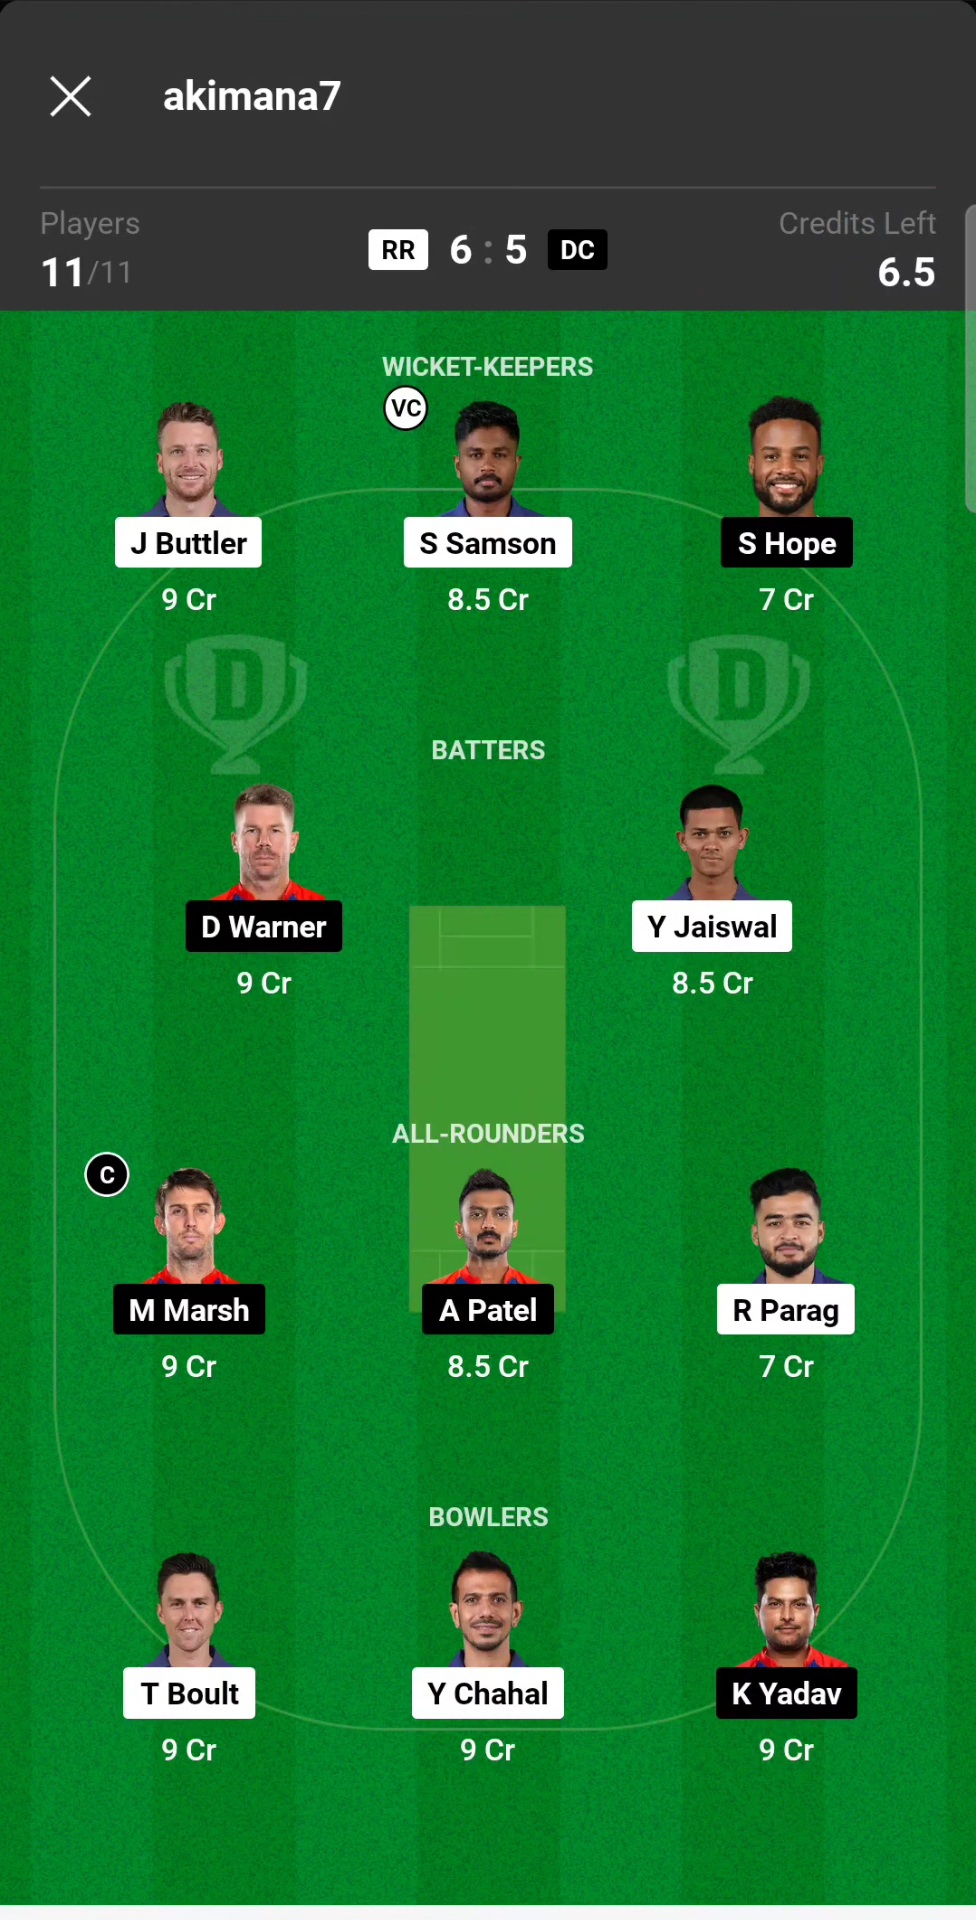 akimana7
Players
Credits Left
11/11
RR 6 : 5 DC
6.5
WICKET-KEEPERS
VC
J Buttler
S Samson
S Hope
9 Cr
8.5 Cr
7 Cr
D
D
BATTERS
D Warner
Y Jaiswal
9 Cr
8.5 Cr
ALL-ROUNDERS
C
M Marsh
A Patel
R Parag
9 Cr
8.5 Cr
7 Cr
BOWLERS
T Boult
Y Chahal
K Yadav
9 Cr
9 Cr
9 Cr